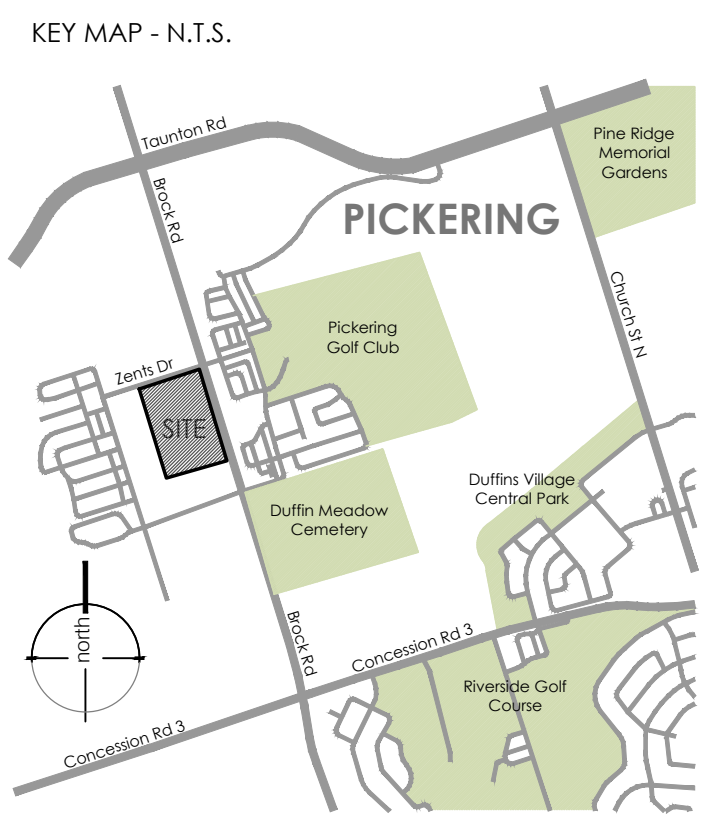 KEY MAP - N.T.S.
Taunton Rd
Pine Ridge
Memorial
Gardens
Brock Rd
PICKERING
Church St N
Pickering
Golf Club
Zents Dr
SITE
Duffins Village
Central Park
Duffin Meadow
Cemetery
north
Brock Rd
Concession Rd 3
Riverside Golf
Course
Concession Rd 3